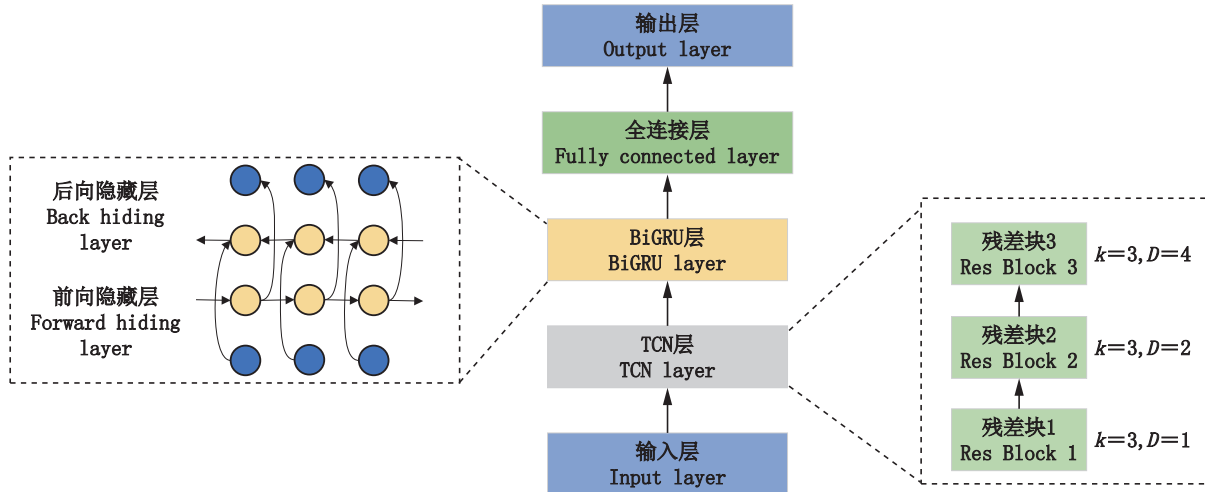 输出层
Output layer
全连接层
Fully connected layer
BiGRU层
BiGRU layer
TCN层
TCN layer
输入层
Input layer
后向隐藏层
Back hiding
layer
前向隐藏层
Forward hiding
layer
残差块3
Res Block 3
k=3,D=4
残差块2
Res Block 2
k=3,D=2
残差块1
Res Block 1
k=3,D=1